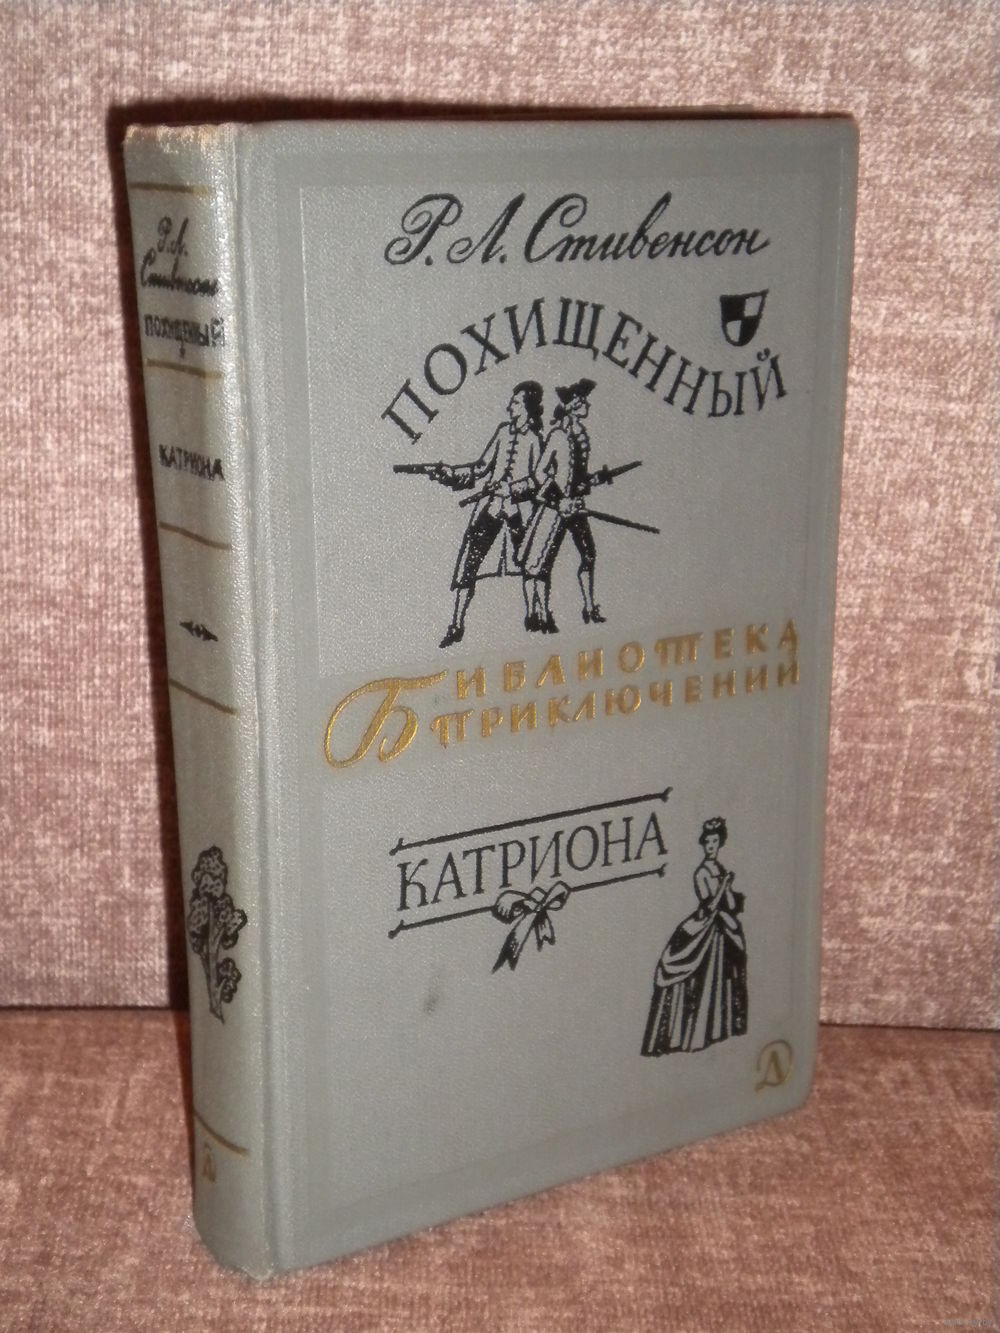 Р. Л.
Стивенсон
ПОХИЩЕННЫЙ
КАТРИОНА
Д
Р. Л. Стивенсон
ПОХИЩЕННЫЙ
БИБЛИОТЕКА
ПРИКЛЮЧЕНИЙ
КАТРИОНА
Д